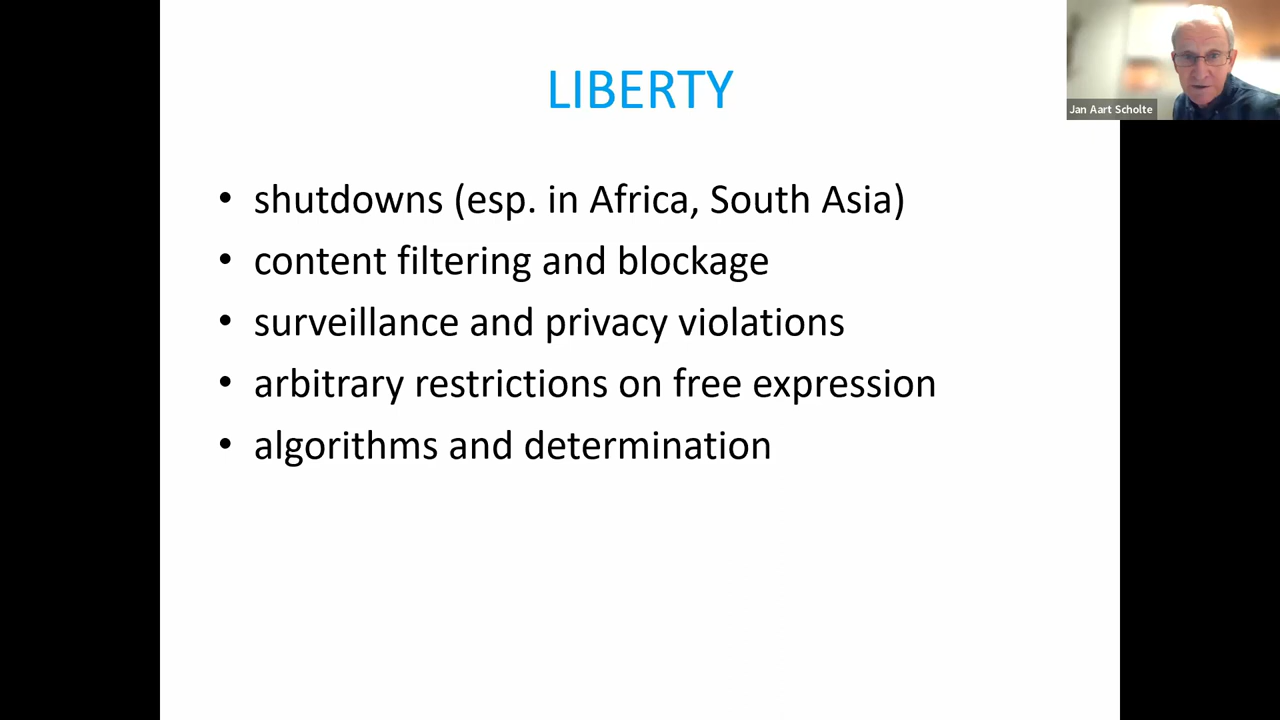 LIBERTY
Jan Aart Scholte
• shutdowns (esp. in Africa, South Asia)
• content filtering and blockage
• surveillance and privacy violations
• arbitrary restrictions on free expression
• algorithms and determination